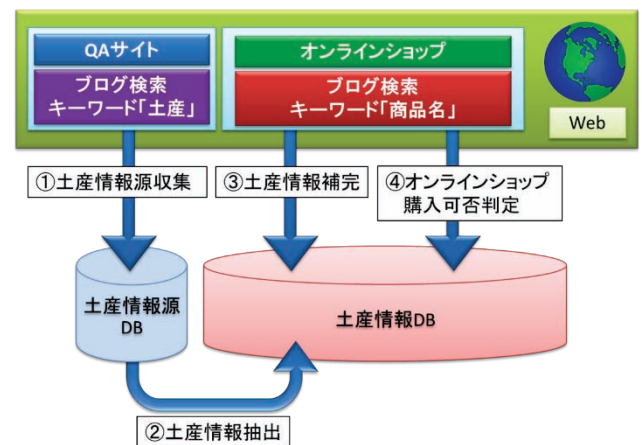 QAサイト
ブログ検索
キーワード「土産」
オンラインショップ
ブログ検索
キーワード「商品名」
Web
①土産情報源収集
③土産情報補完
④オンラインショップ
購入可否判定
土産情報源
DB
土産情報DB
②土産情報抽出